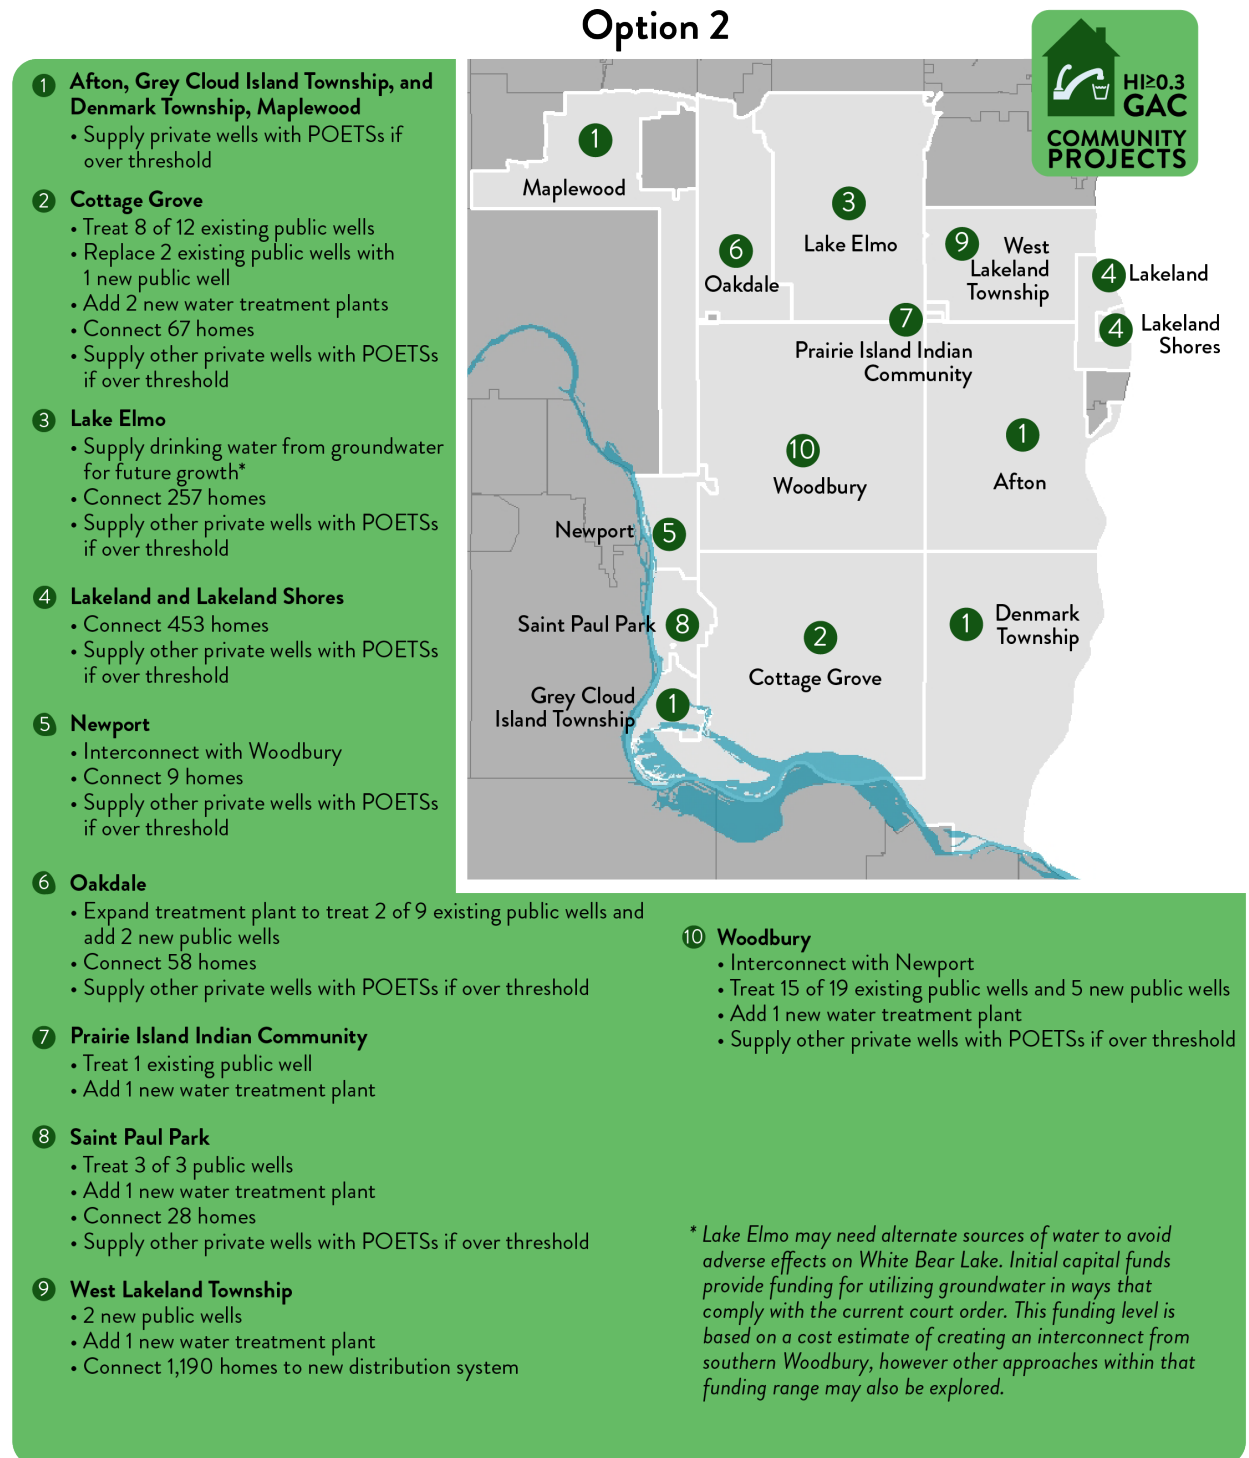 Option 2
HI≥0.3
GAC
COMMUNITY
PROJECTS
1 Afton, Grey Cloud Island Township, and
Denmark Township, Maplewood
• Supply private wells with POETSs if
over threshold
2 Cottage Grove
• Treat 8 of 12 existing public wells
• Replace 2 existing public wells with
1 new public well
• Add 2 new water treatment plants
• Connect 67 homes
• Supply other private wells with POETSs
if over threshold
3 Lake Elmo
• Supply drinking water from groundwater
for future growth*
• Connect 257 homes
• Supply other private wells with POETSs
if over threshold
4 Lakeland and Lakeland Shores
• Connect 453 homes
• Supply other private wells with POETSs
if over threshold
5 Newport
• Interconnect with Woodbury
• Connect 9 homes
• Supply other private wells with POETSs
if over threshold
6 Oakdale
• Expand treatment plant to treat 2 of 9 existing public wells and
add 2 new public wells
• Connect 58 homes
• Supply other private wells with POETSs if over threshold
7 Prairie Island Indian Community
• Treat 1 existing public well
• Add 1 new water treatment plant
8 Saint Paul Park
• Treat 3 of 3 public wells
• Add 1 new water treatment plant
• Connect 28 homes
• Supply other private wells with POETSs if over threshold
9 West Lakeland Township
• 2 new public wells
• Add 1 new water treatment plant
• Connect 1,190 homes to new distribution system
10 Woodbury
• Interconnect with Newport
• Treat 15 of 19 existing public wells and 5 new public wells
• Add 1 new water treatment plant
• Supply other private wells with POETSs if over threshold
* Lake Elmo may need alternate sources of water to avoid
adverse effects on White Bear Lake. Initial capital funds
provide funding for utilizing groundwater in ways that
comply with the current court order. This funding level is
based on a cost estimate of creating an interconnect from
southern Woodbury, however other approaches within that
funding range may also be explored.
1
Maplewood
3
Lake Elmo
6
Oakdale
9 West
Lakeland
Township
4 Lakeland
4 Lakeland
Shores
7
Prairie Island Indian
Community
10
Woodbury
1
Afton
Newport 5
Saint Paul Park 8
2
Cottage Grove
1 Denmark
Township
Grey Cloud
Island Township 1